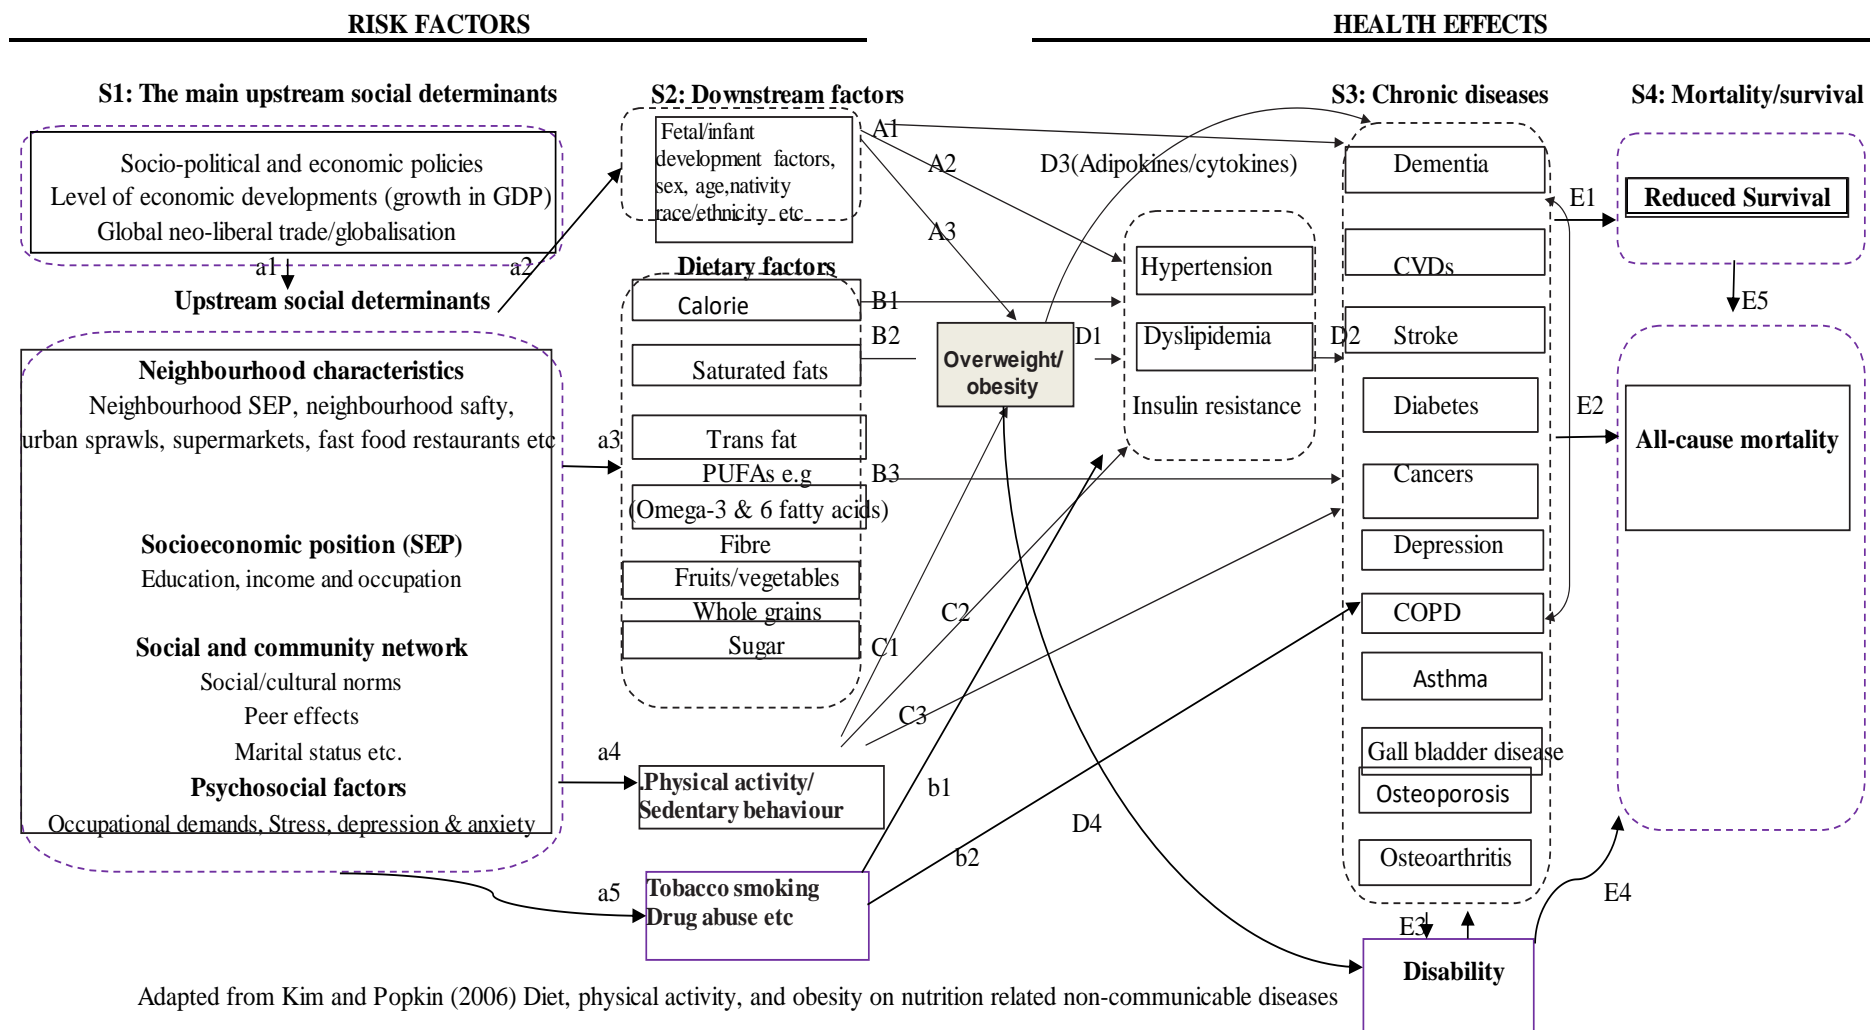 RISK FACTORS
HEALTH EFFECTS
S1: The main upstream social determinants
S2: Downstream factors
S3: Chronic diseases
S4: Mortality/survival
Socio-political and economic policies
Level of economic developments (growth in GDP)
Global neo-liberal trade/globalisation
a1
a2
Upstream social determinants
Neighbourhood characteristics
Neighbourhood SEP, neighbourhood safty,
urban sprawls, supermarkets, fast food restaurants etc
Socioeconomic position (SEP)
Education, income and occupation
Social and community network
Social/cultural norms
Peer effects
Marital status etc.
Psychosocial factors
Occupational demands, Stress, depression & anxiety
a3
a4
a5
Fetal/infant
development factors,
sex, age,nativity
race/ethnicity etc
Dietary factors
Calorie
Saturated fats
Trans fat
PUFAs e.g
(Omega-3 & 6 fatty acids)
Fibre
Fruits/vegetables
Whole grains
Sugar
.Physical activity/
Sedentary behaviour
Tobacco smoking
Drug abuse etc
A1
A2
A3
B1
B2
B3
C1
C2
C3
b1
b2
D1
D2
D3(Adipokines/cytokines)
D4
Overweight/
obesity
Hypertension
Dyslipidemia
Insulin resistance
Dementia
CVDs
Stroke
Diabetes
Cancers
Depression
COPD
Asthma
Gall bladder disease
Osteoporosis
Osteoarthritis
E1
E2
E3
E4
E5
Disability
Reduced Survival
All-cause mortality
Adapted from Kim and Popkin (2006) Diet, physical activity, and obesity on nutrition related non-communicable diseases